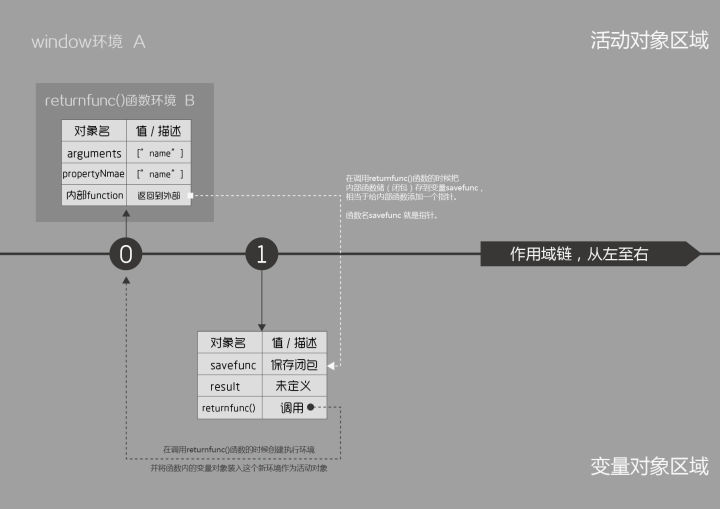 window环境 A
活动对象区域
returnfunc()函数环境 B
对象名 值 / 描述
arguments [”name”]
propertyNmae [”name”]
内部function 返回到外部
在调用returnfunc()函数的时候把
内部函数储（闭包）存到变量savefunc，
相当于给内部函数添加一个指针。
函数名savefunc 就是指针。
0
1
作用域链，从左至右
对象名 值 / 描述
savefunc 保存闭包
result 未定义
returnfunc() 调用
在调用returnfunc()函数的时候创建执行环境
并将函数内的变量对象装入这个新环境作为活动对象
变量对象区域